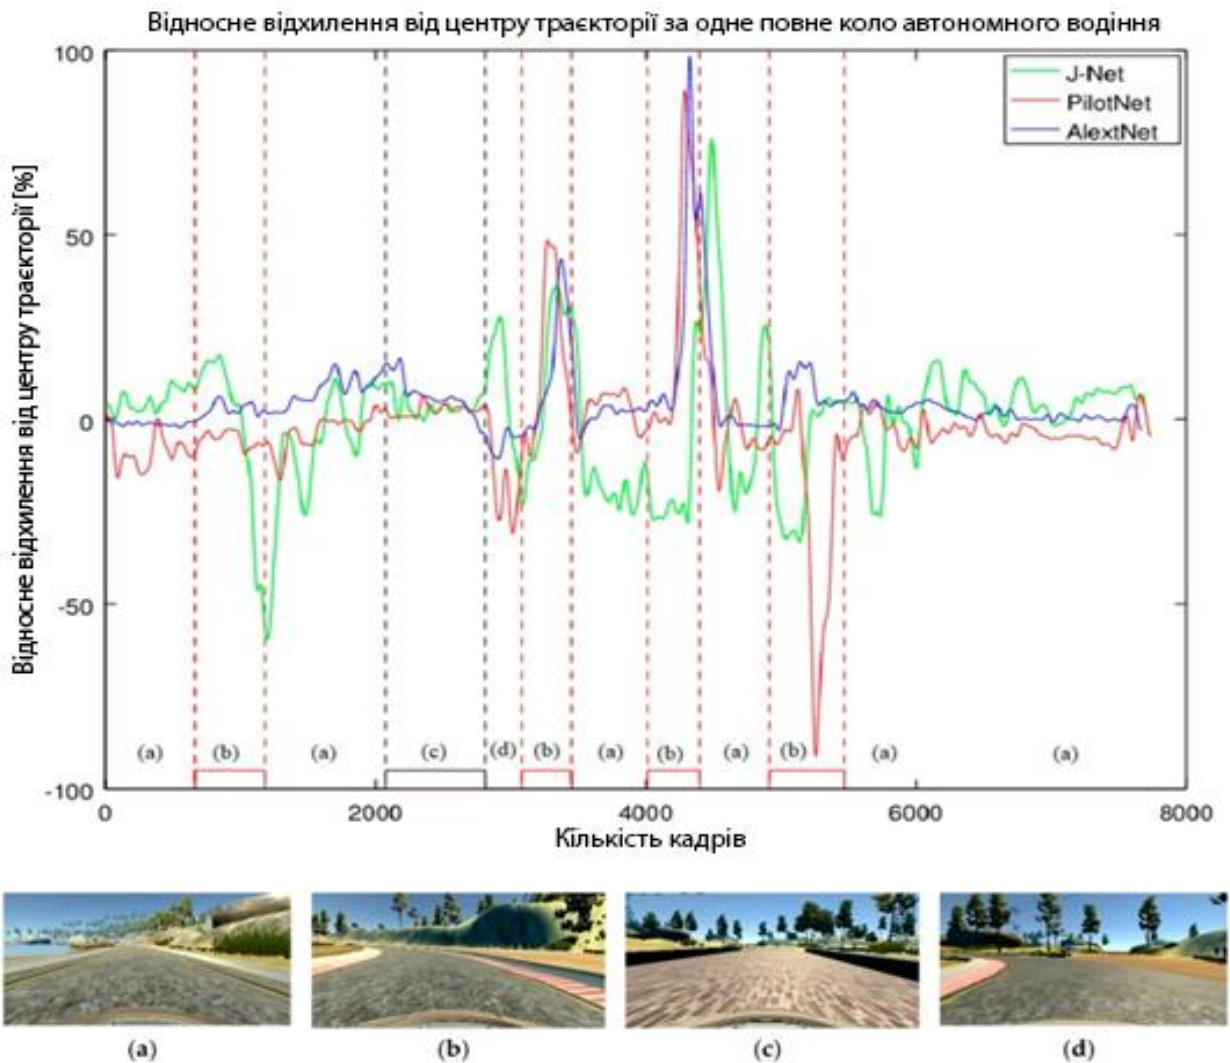 Відносне відхилення від центру траєкторії за одне повне коло автономного водіння
100
50
0
-50
-100
Відносне відхилення від центру траєкторії [%]
J-Net
PilotNet
AlextNet
(a) (b) (a) (c) (d) (b) (a) (b) (a) (b) (a) (a)
0 2000 4000 6000 8000
Кількість кадрів
(a) (b) (c) (d)